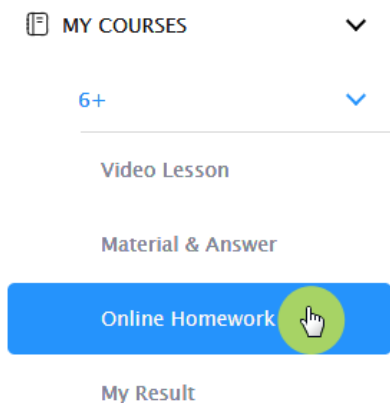 MY COURSES
6+
Video Lesson
Material & Answer
Online Homework
My Result